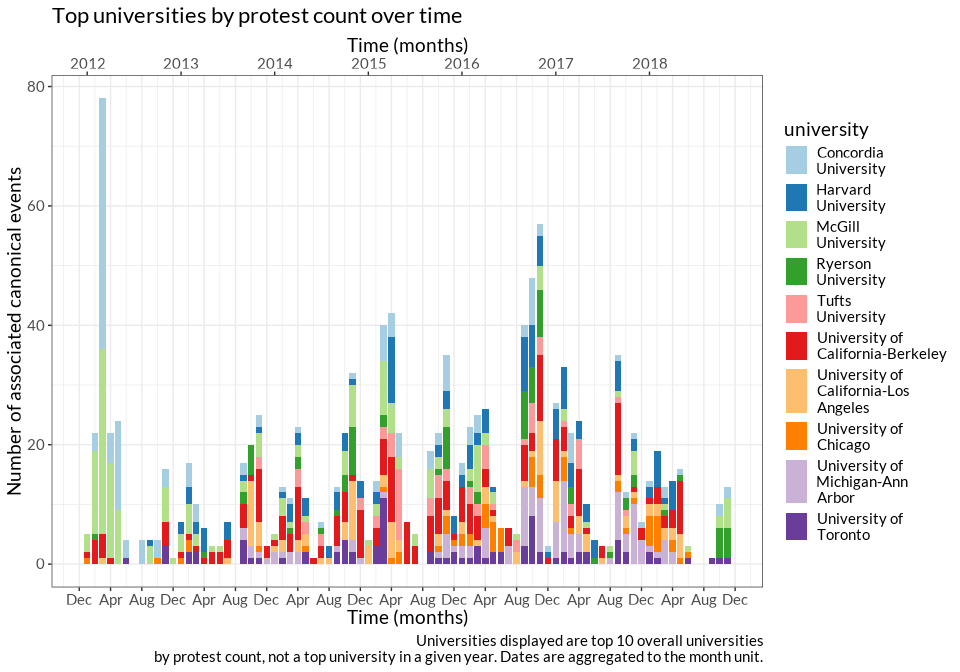 Top universities by protest count over time
Time (months)
2012 2013 2014 2015 2016 2017 2018
Number of associated canonical events
80
60
40
20
0
Dec Apr Aug Dec Apr Aug Dec Apr Aug Dec Apr Aug Dec Apr Aug Dec Apr Aug Dec Apr Aug Dec
Time (months)
university
Concordia
University
Harvard
University
McGill
University
Ryerson
University
Tufts
University
University of
California-Berkeley
University of
California-Los
Angeles
University of
Chicago
University of
Michigan-Ann
Arbor
University of
Toronto
Universities displayed are top 10 overall universities
by protest count, not a top university in a given year. Dates are aggregated to the month unit.